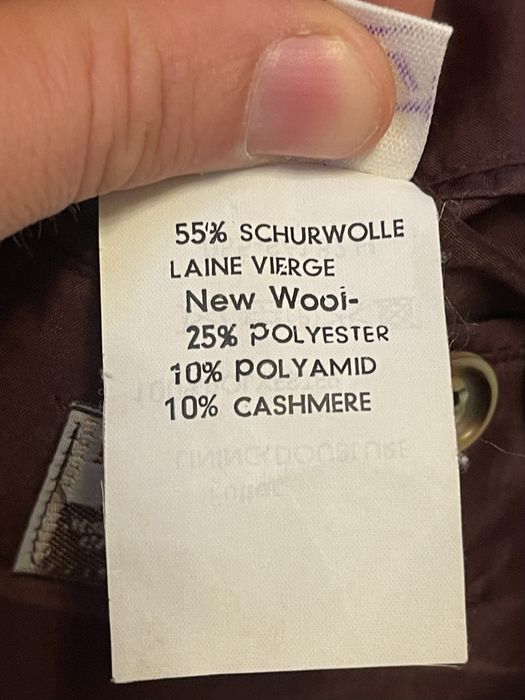 55% SCHURWOLLE
LAINE VIERGE
New Wool-
25% POLYESTER
10% POLYAMID
10% CASHMERE